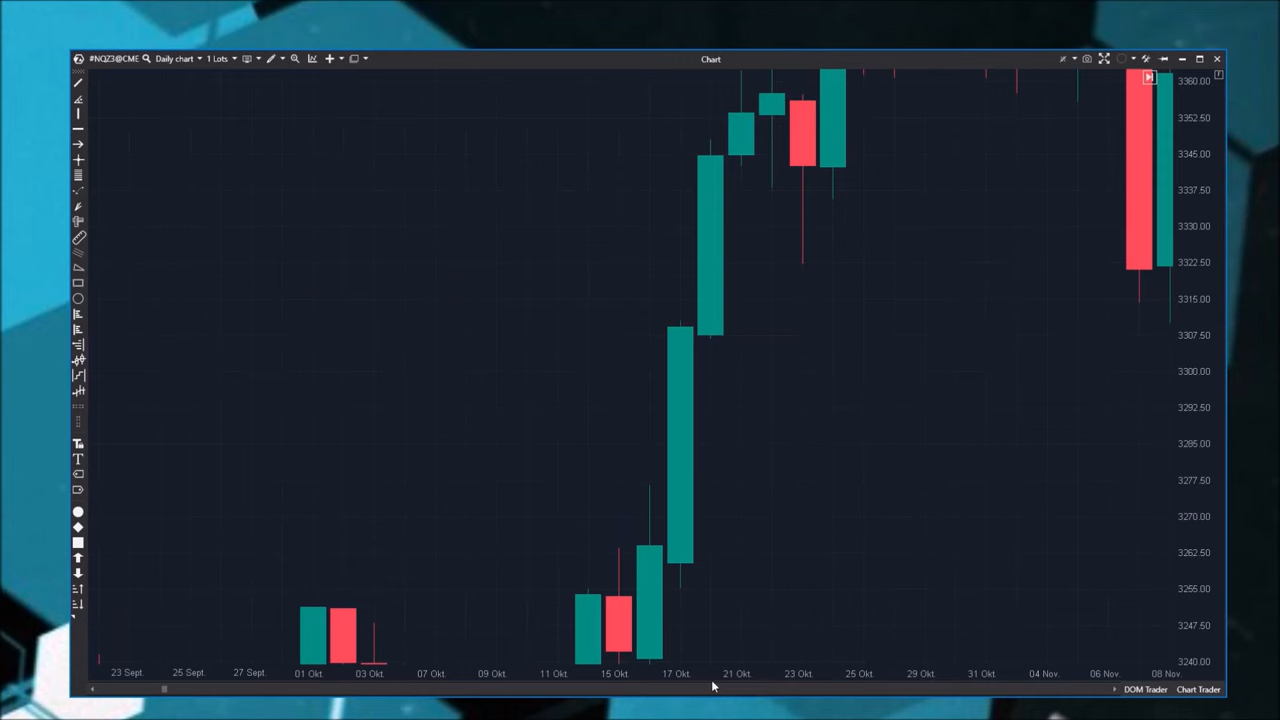 #NQZ3@CME Daily chart 1 Lots Chart
F
3360.00
3352.50
3345.00
3337.50
3330.00
3322.50
3315.00
3307.50
3300.00
3292.50
3285.00
3277.50
3270.00
3262.50
3255.00
3247.50
3240.00
T
T
23 Sept. 25 Sept. 27 Sept. 01 Okt. 03 Okt. 07 Okt. 09 Okt. 11 Okt. 15 Okt. 17 Okt. 21 Okt. 23 Okt. 25 Okt. 29 Okt. 31 Okt. 04 Nov. 06 Nov. 08 Nov.
DOM Trader Chart Trader